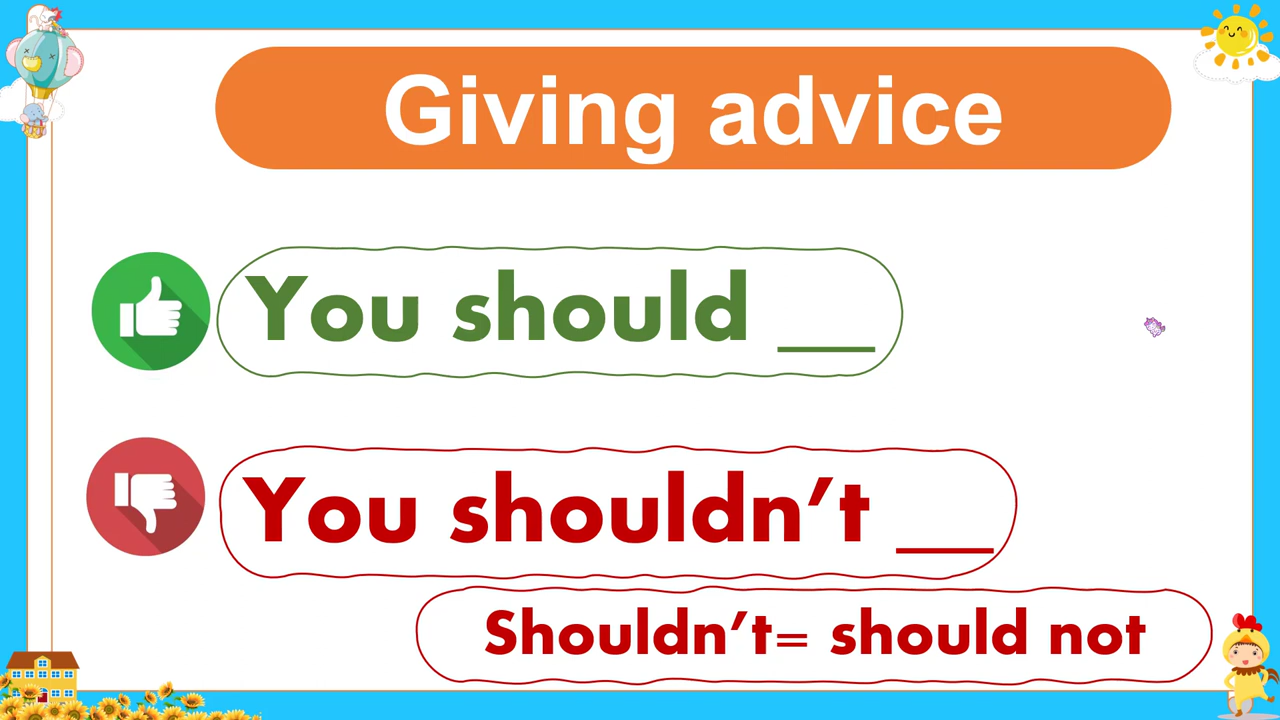 Giving advice
You should __
You shouldn’t __
Shouldn’t= should not